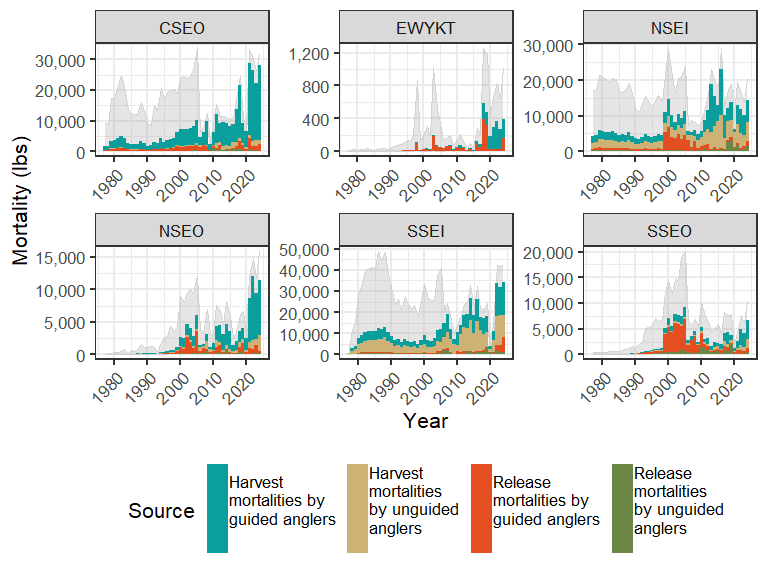 CSEO
EWYKT
NSEI
30,000
20,000
10,000
0
1980
1990
2000
2010
2020
1,200
800
400
0
1980
1990
2000
2010
2020
30,000
20,000
10,000
0
1980
1990
2000
2010
2020
Mortality (lbs)
NSEO
SSEI
SSEO
15,000
10,000
5,000
0
1980
1990
2000
2010
2020
50,000
40,000
30,000
20,000
10,000
0
1980
1990
2000
2010
2020
20,000
15,000
10,000
5,000
0
1980
1990
2000
2010
2020
Year
Source
Harvest
mortalities by
guided anglers
Harvest
mortalities
by unguided
anglers
Release
mortalities by
guided anglers
Release
mortalities
by unguided
anglers